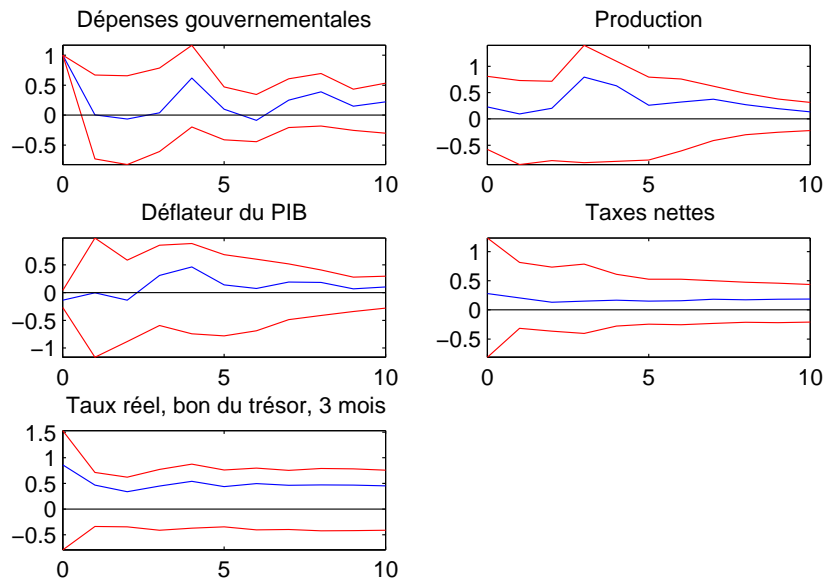 Dépenses gouvernementales
1
0.5
0
−0.5
0 5 10
Production
1
0.5
0
−0.5
0 5 10
Déflateur du PIB
0.5
0
−0.5
−1
0 5 10
Taxes nettes
1
0.5
0
−0.5
0 5 10
Taux réel, bon du trésor, 3 mois
1.5
1
0.5
0
−0.5
0 5 10